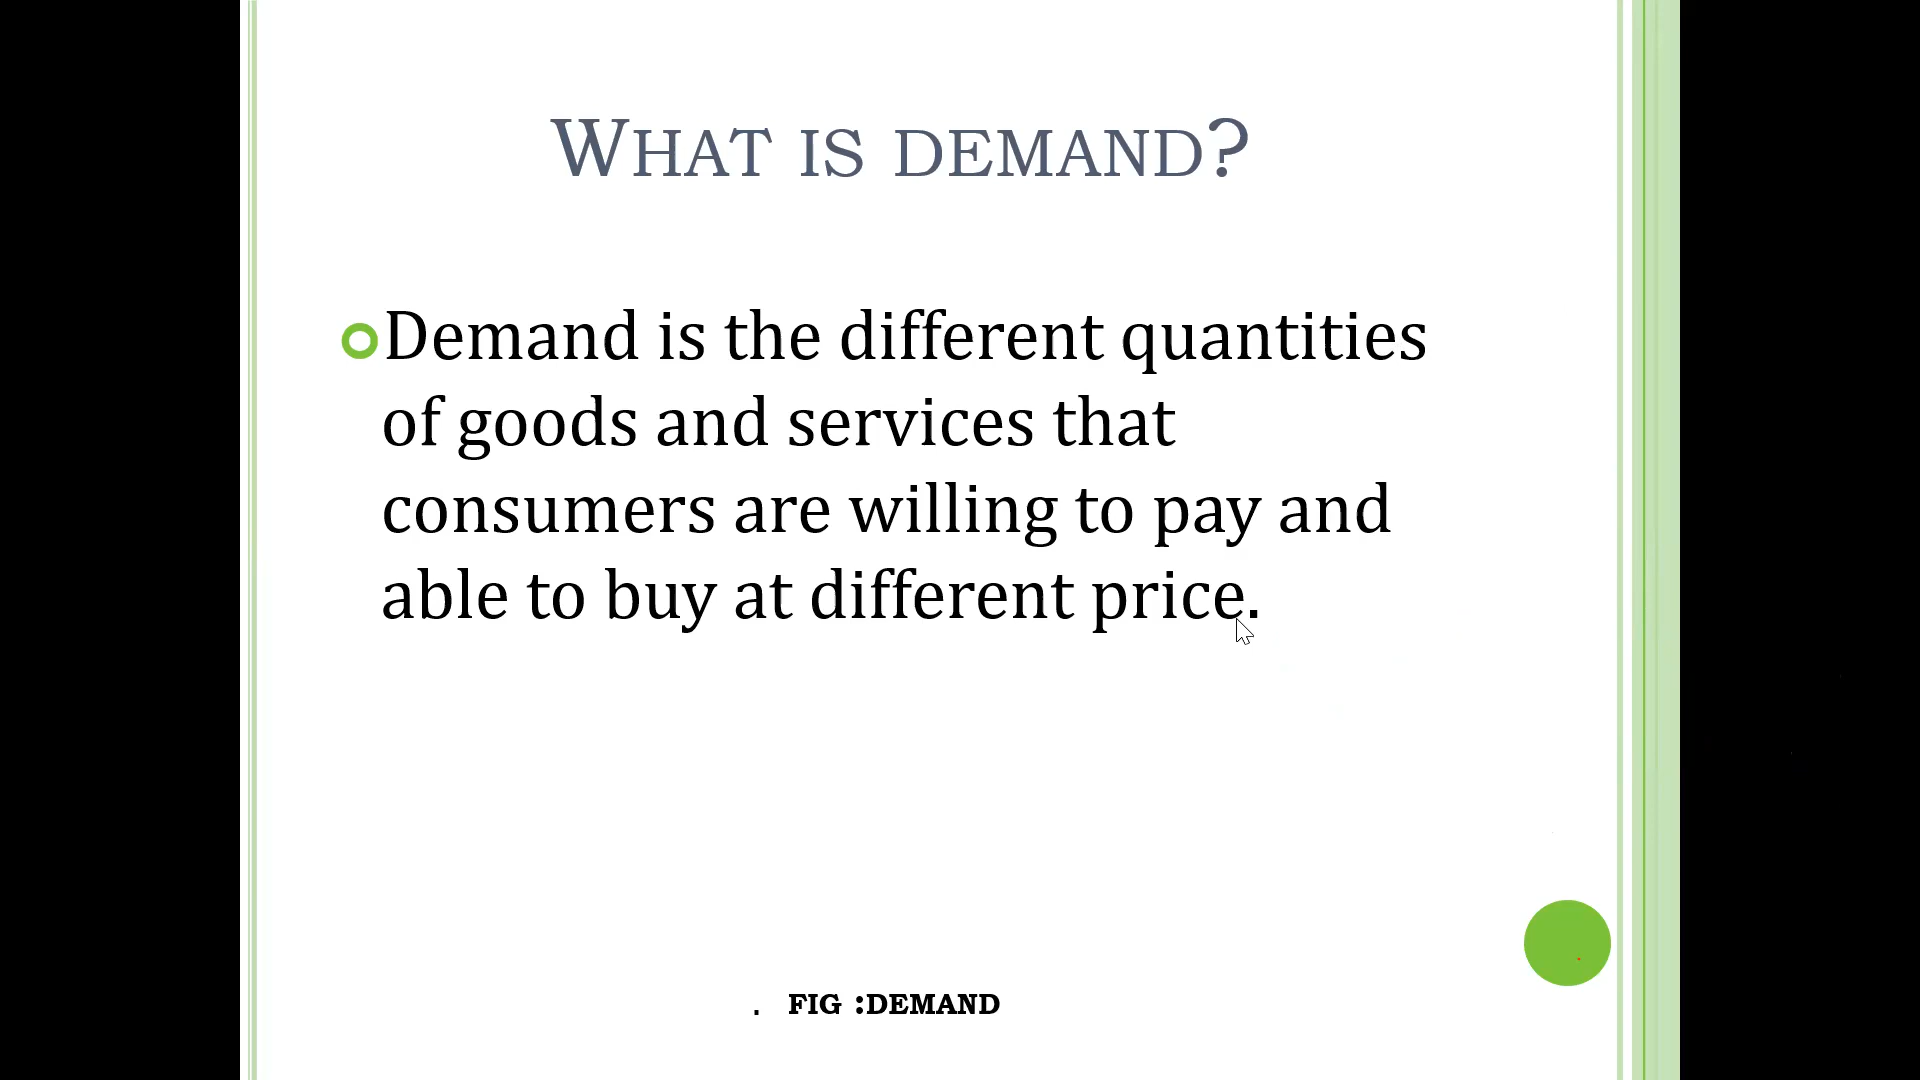 What is demand?
Demand is the different quantities
of goods and services that
consumers are willing to pay and
able to buy at different price.
. FIG :DEMAND